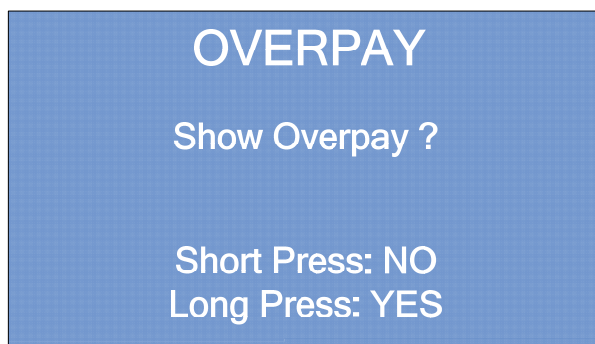 OVERPAY
Show Overpay ?
Short Press: NO
Long Press: YES